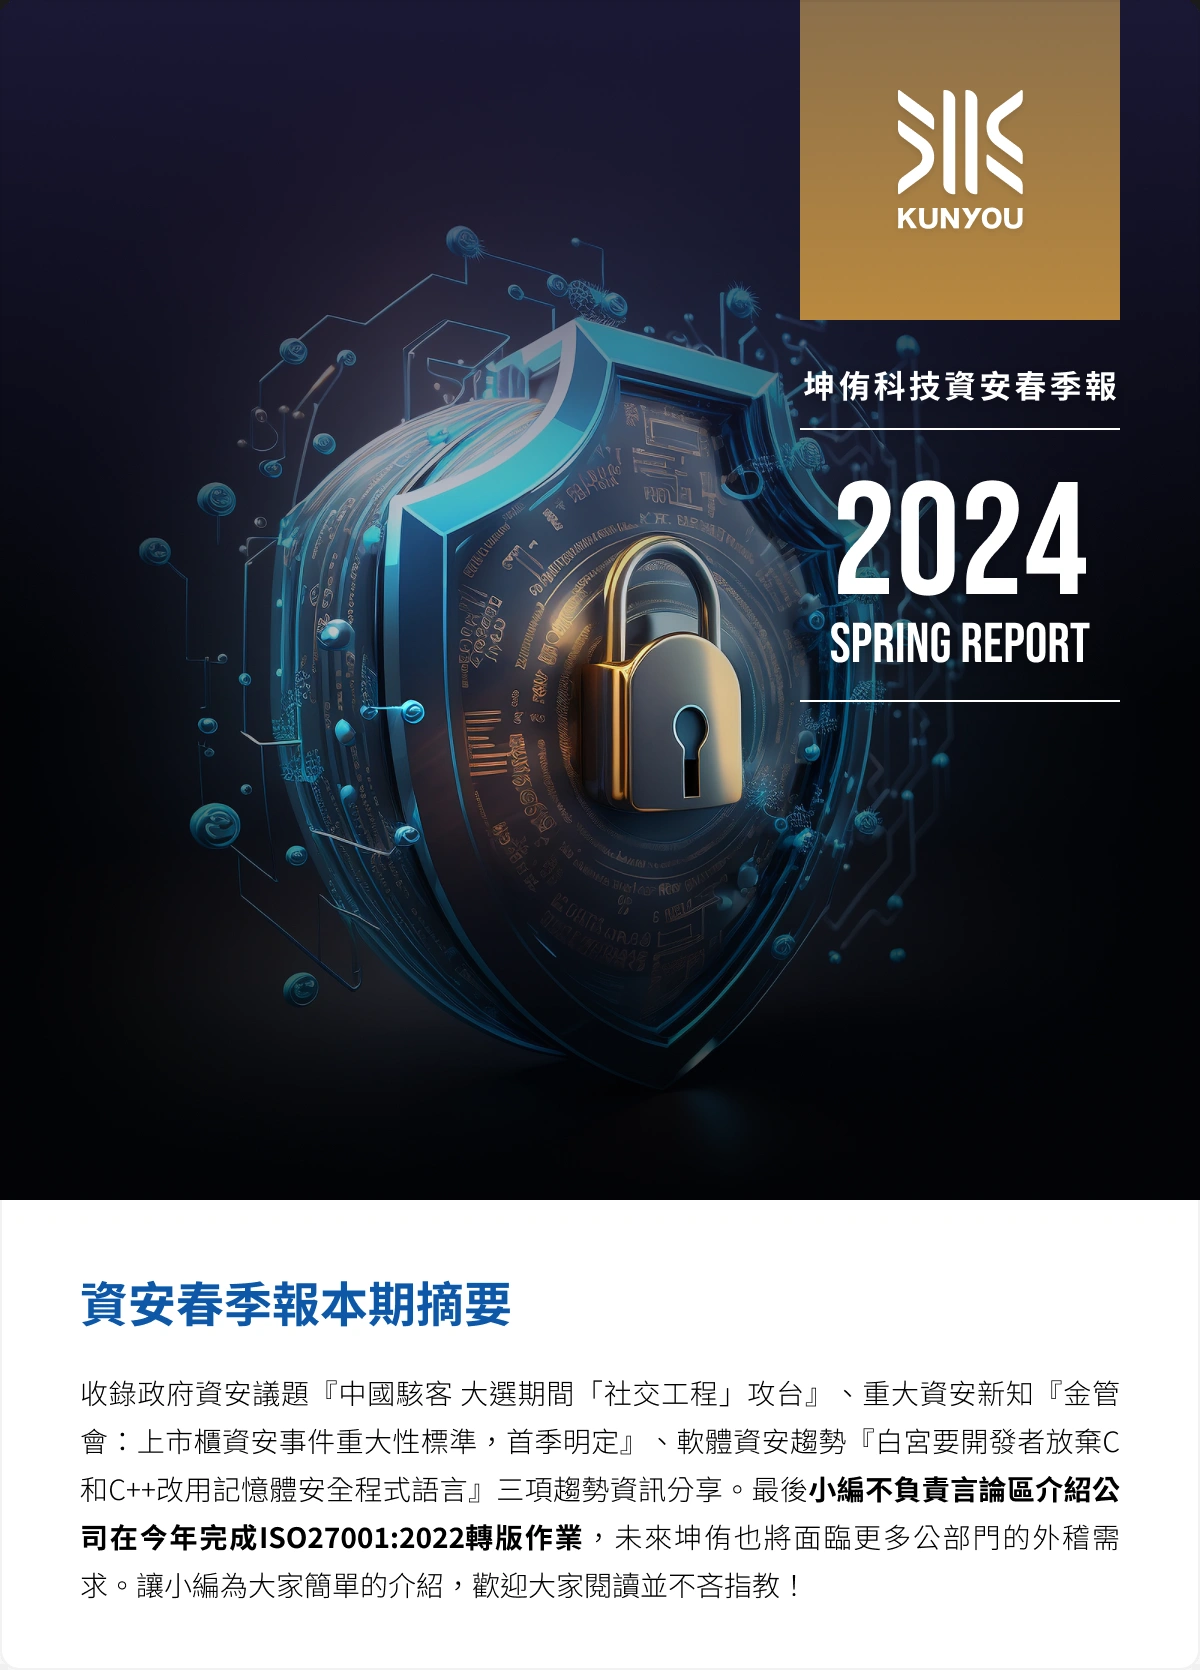 KUNYOU
坤侑科技資安春季報
2024
SPRING REPORT
資安春季報本期摘要
收錄政府資安議題『中國駭客 大選期間「社交工程」攻台』、重大資安新知『金管
會：上市櫃資安事件重大性標準，首季明定』、軟體資安趨勢『白宮要開發者放棄C
和C++改用記憶體安全程式語言』三項趨勢資訊分享。最後小編不負責言論區介紹公
司在今年完成ISO27001:2022轉版作業，未來坤侑也將面臨更多公部門的外稽需
求。讓小編為大家簡單的介紹，歡迎大家閱讀並不吝指教！